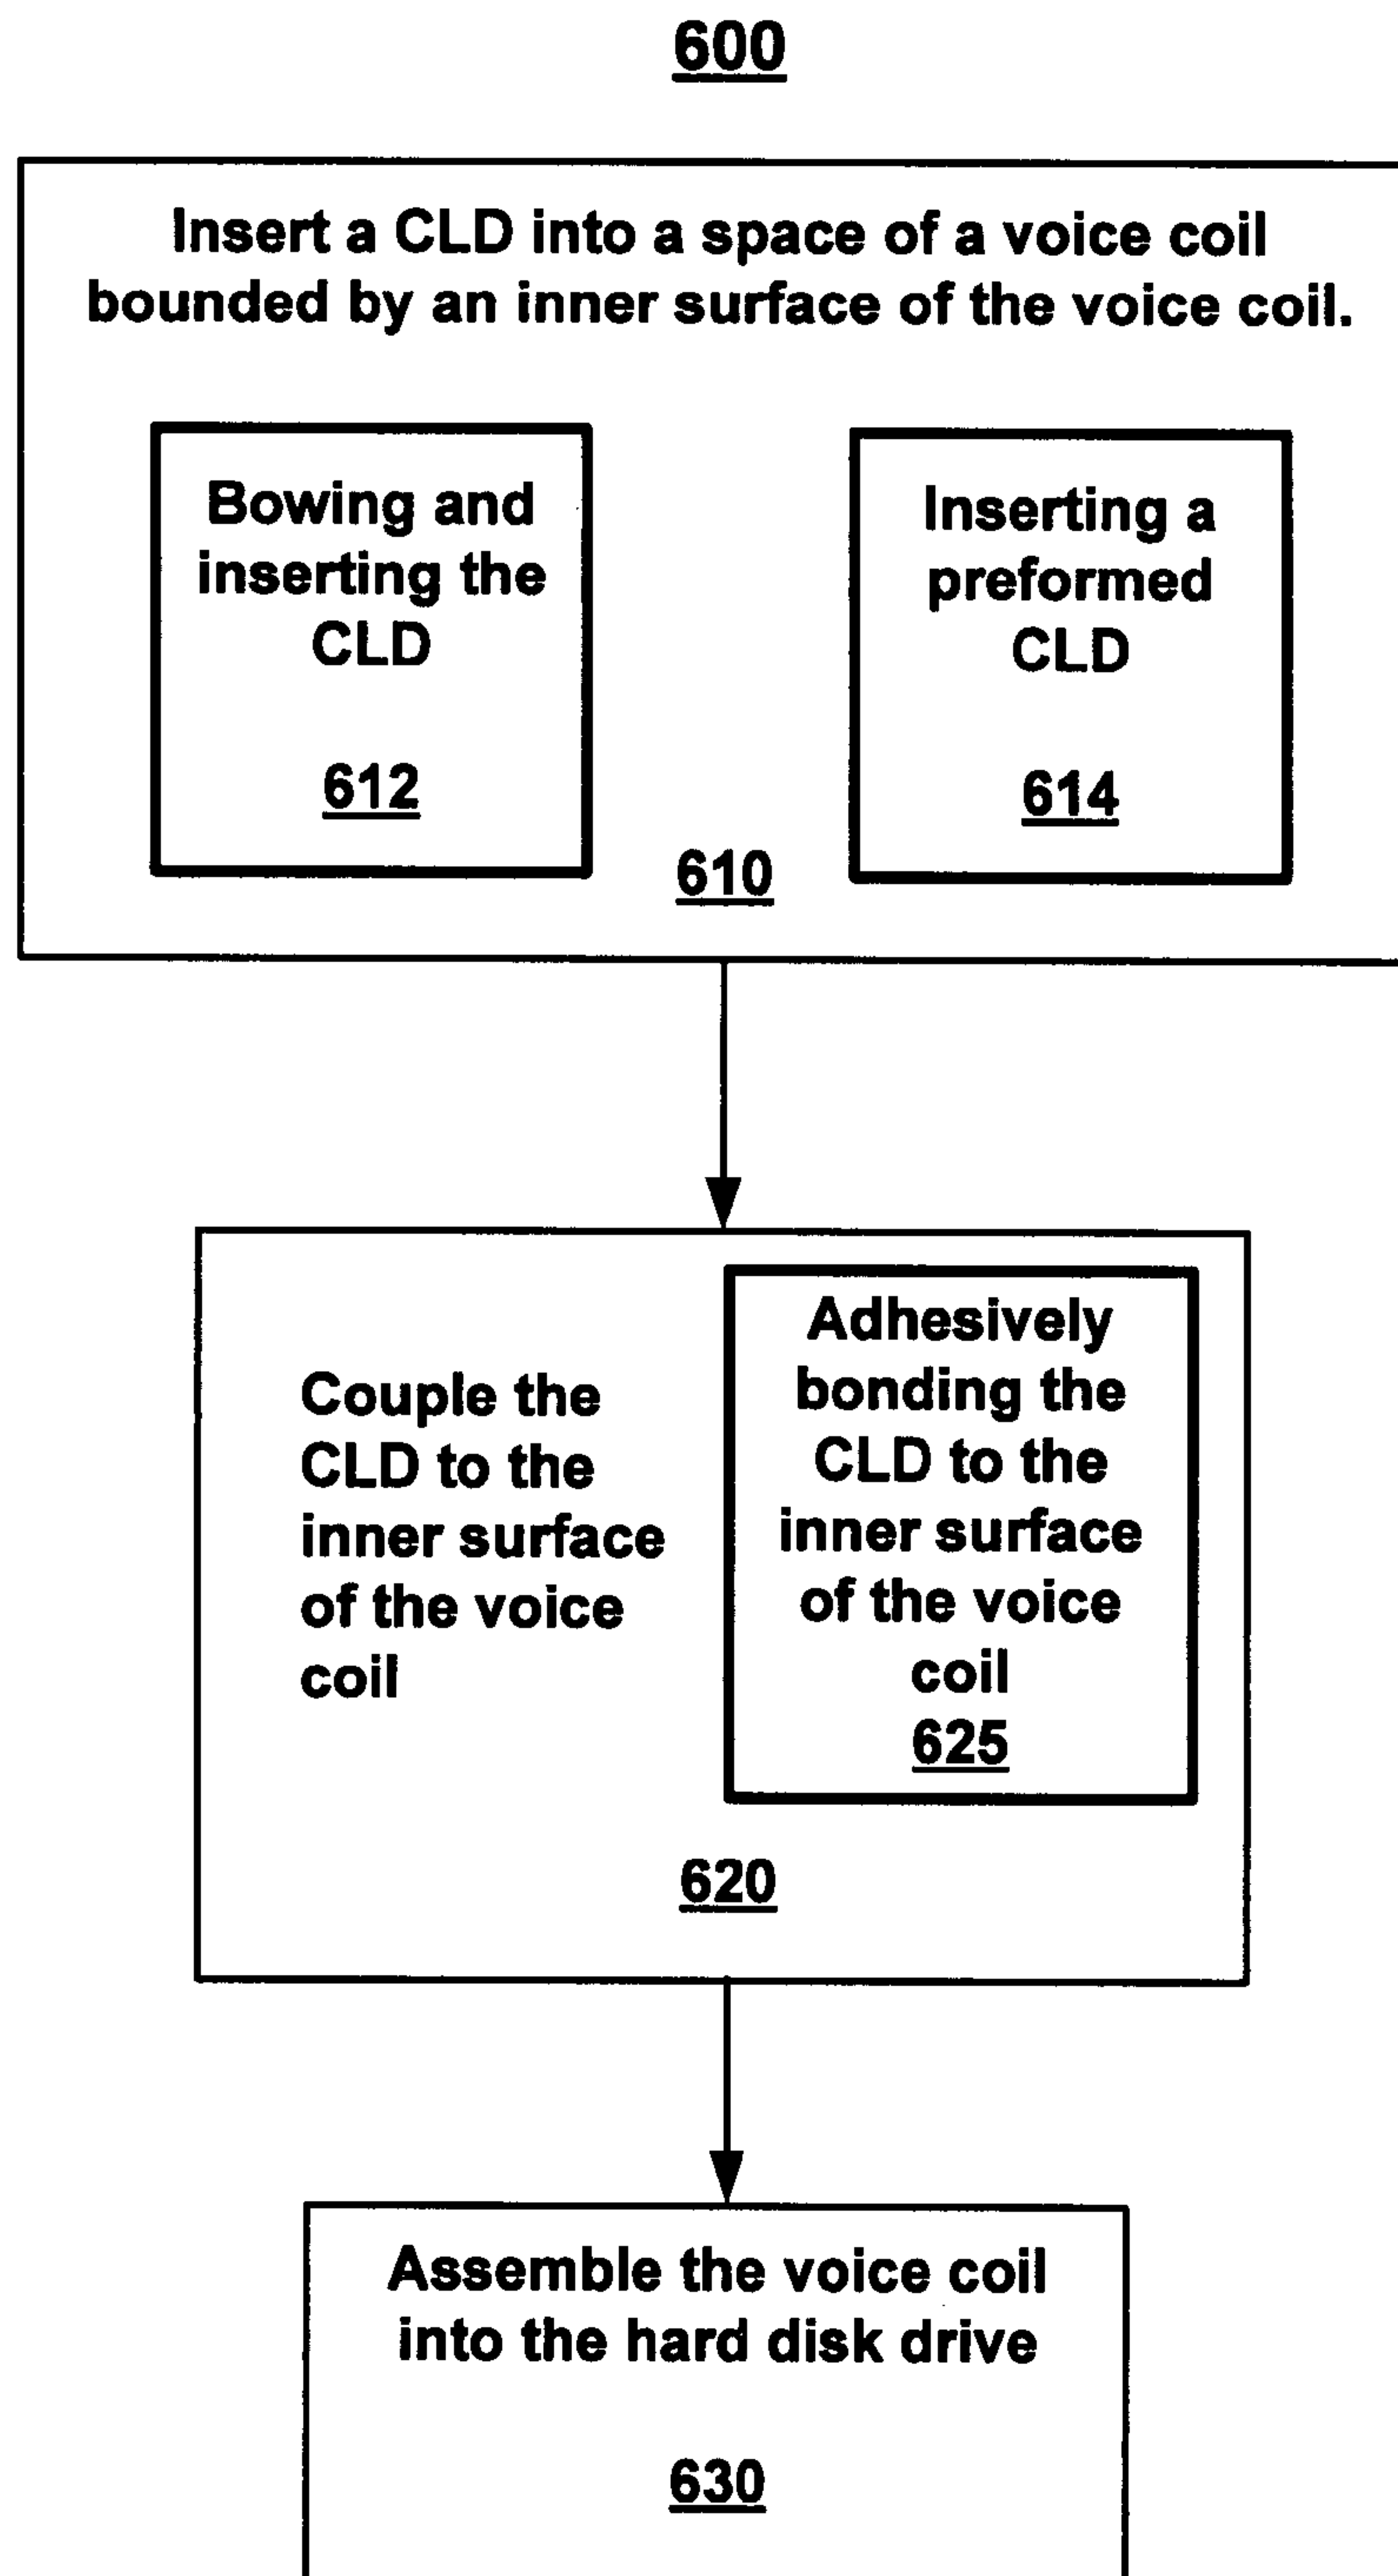 600
Insert a CLD into a space of a voice coil
bounded by an inner surface of the voice coil.
Bowing and
inserting the
CLD
612
Inserting a
preformed
CLD
614
610
Couple the
CLD to the
inner surface
of the voice
coil
Adhesively
bonding the
CLD to the
inner surface
of the voice
coil
625
620
Assemble the voice coil
into the hard disk drive
630